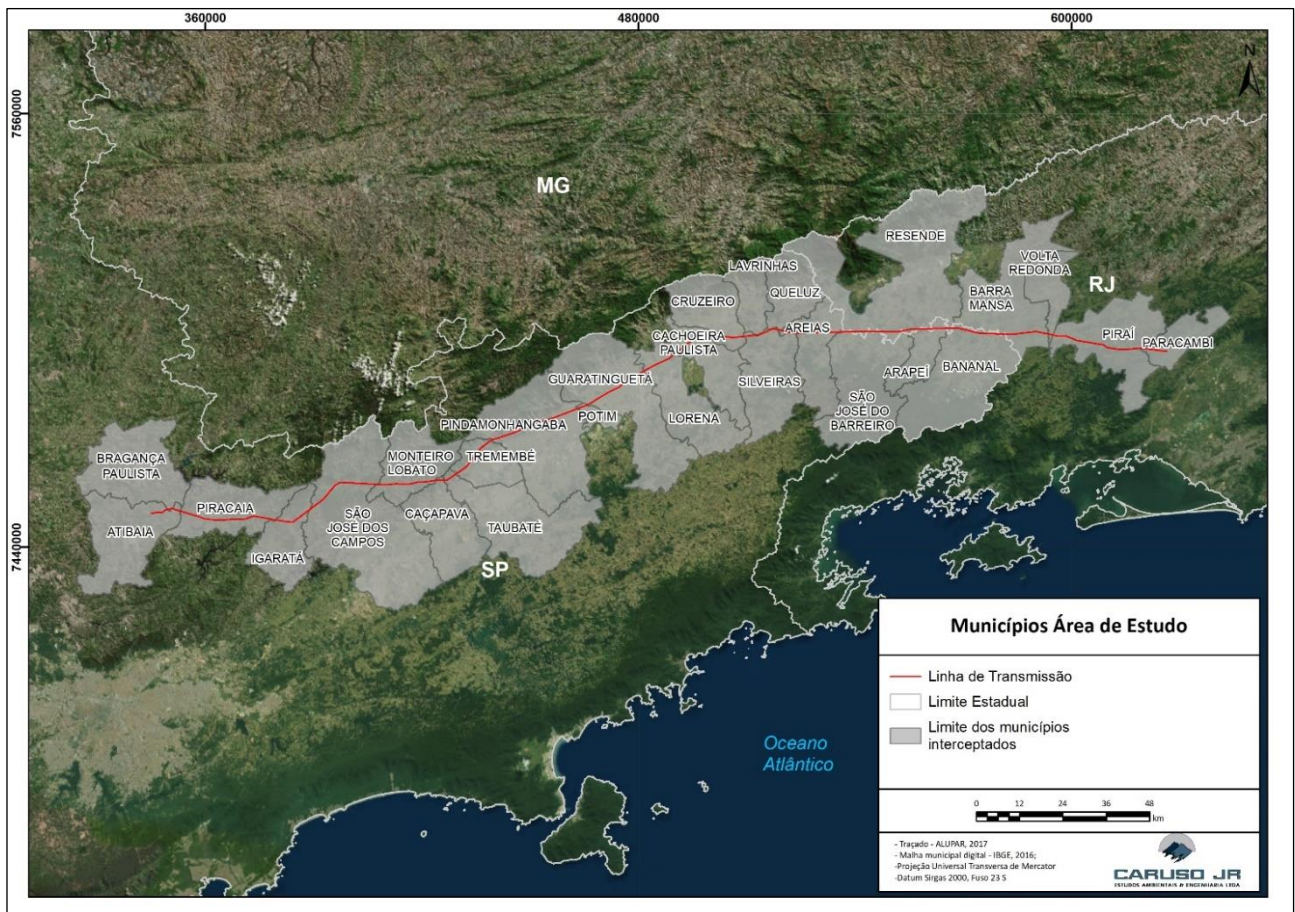 360000
480000
600000
N
7560000
7440000
MG
RESENDE
LAVRINHAS
VOLTA
REDONDA
RJ
CRUZEIRO
QUELUZ
BARRA
MANSA
CACHOEIRA
PAULISTA
AREIAS
PIRAÍ
PARACAMBI
GUARATINGUETÁ
SILVEIRAS
ARAPEÍ
BANANAL
POTIM
LORENA
SÃO
JOSÉ DO
BARREIRO
PINDAMONHANGABA
BRAGANÇA
PAULISTA
MONTEIRO
LOBATO
TREMEMBÉ
PIRACAIA
SÃO
JOSÉ DOS
CAMPOS
CAÇAPAVA
TAUBATÉ
ATIBAIA
IGARATÁ
SP
Oceano
Atlântico
Municípios Área de Estudo
Linha de Transmissão
Limite Estadual
Limite dos municípios
interceptados
0 12 24 36 48
km
- Traçado - ALUPAR, 2017
- Malha municipal digital - IBGE, 2016;
-Projeção Universal Transversa de Mercator
-Datum Sirgas 2000, Fuso 23 S
CARUSO JR
ESTUDOS AMBIENTAIS & ENGENHARIA LTDA